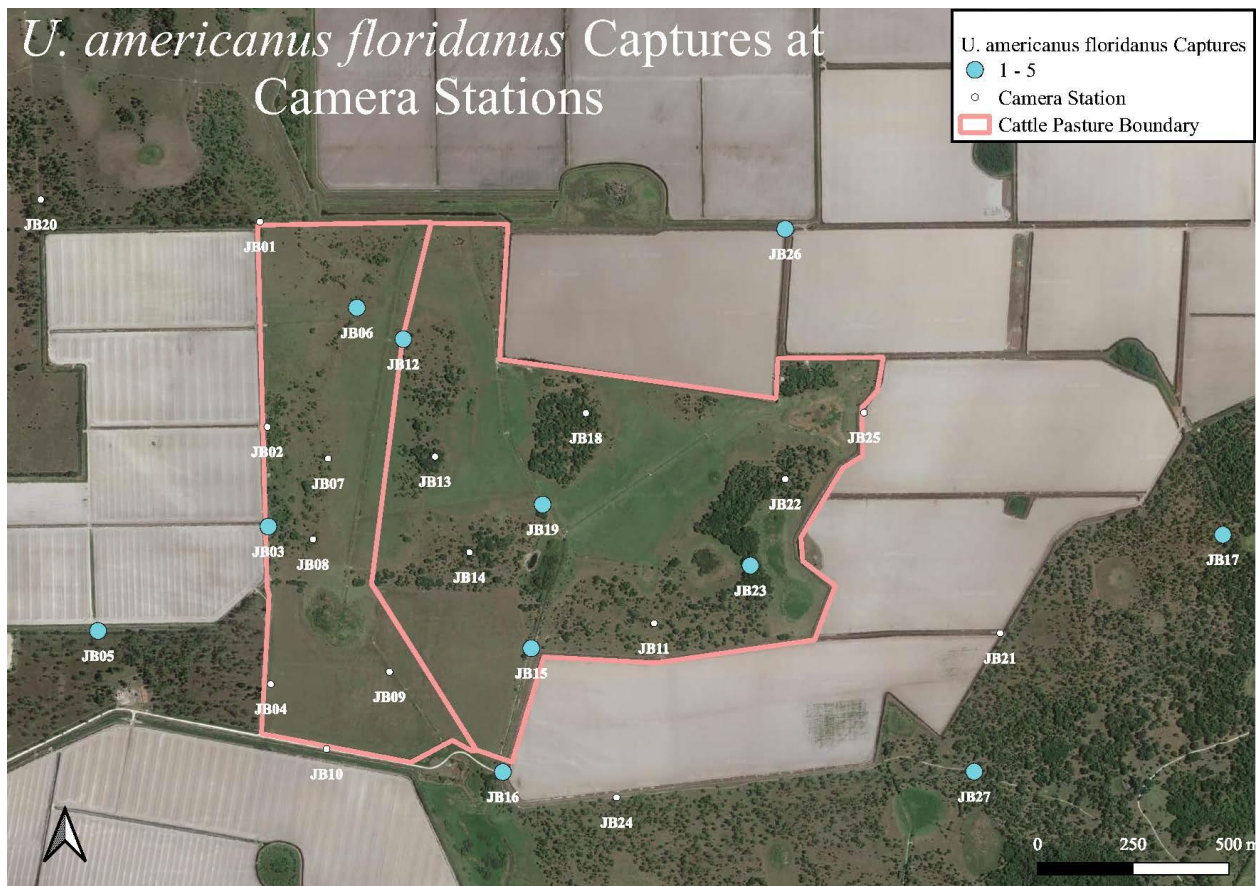 U. americanus floridanus Captures at
Camera Stations
U. americanus floridanus Captures
1 - 5
Camera Station
Cattle Pasture Boundary
JB20
JB01
JB26
JB06
JB12
JB18
JB25
JB02
JB07
JB13
JB22
JB19
JB03
JB08
JB14
JB17
JB23
JB05
JB11
JB21
JB15
JB04
JB09
JB10
JB16
JB27
JB24
0 250 500 m